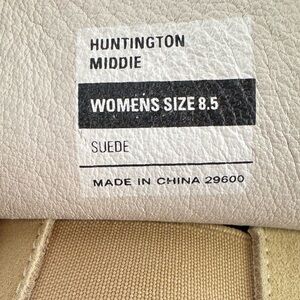 HUNTINGTON
MIDDIE
WOMENS SIZE 8.5
SUEDE
MADE IN CHINA 29600